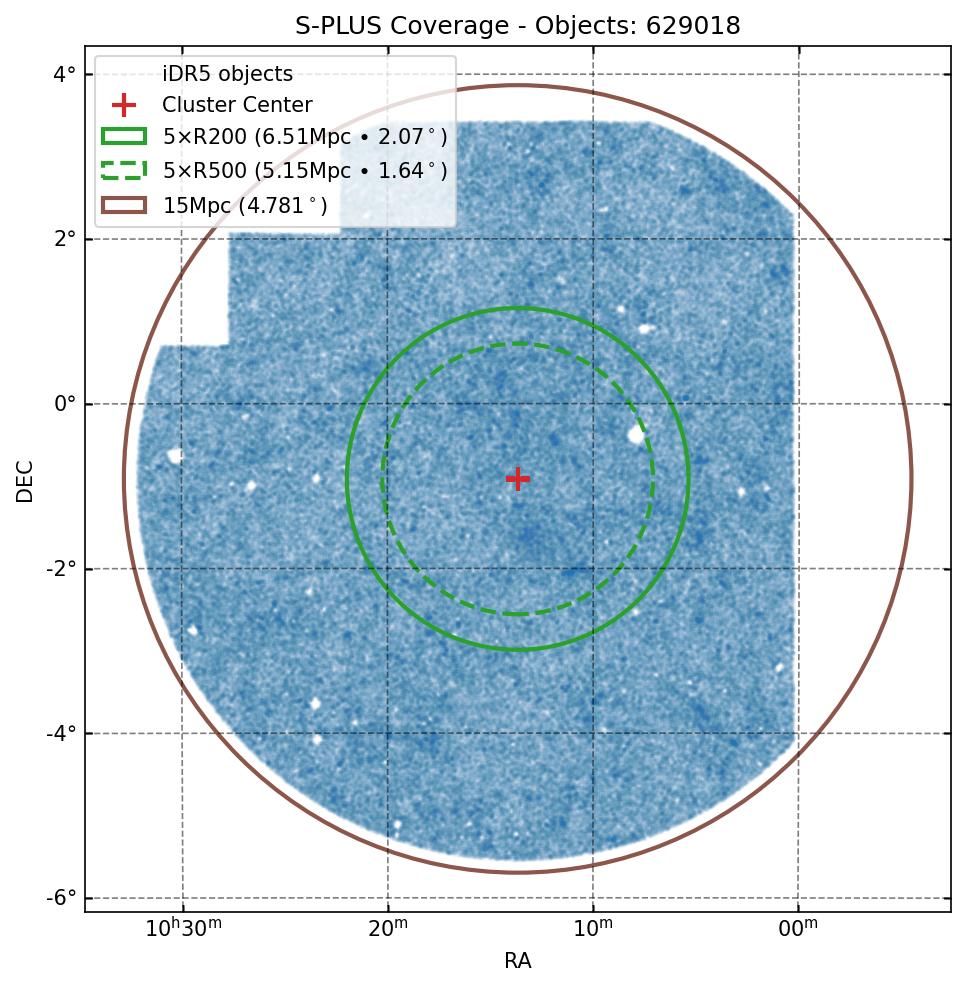 S-PLUS Coverage - Objects: 629018
iDR5 objects
Cluster Center
5×R200 (6.51Mpc • 2.07°)
5×R500 (5.15Mpc • 1.64°)
15Mpc (4.781°)
4°
2°
0°
-2°
-4°
-6°
DEC
10ʰ30ᵐ
20ᵐ
10ᵐ
00ᵐ
RA